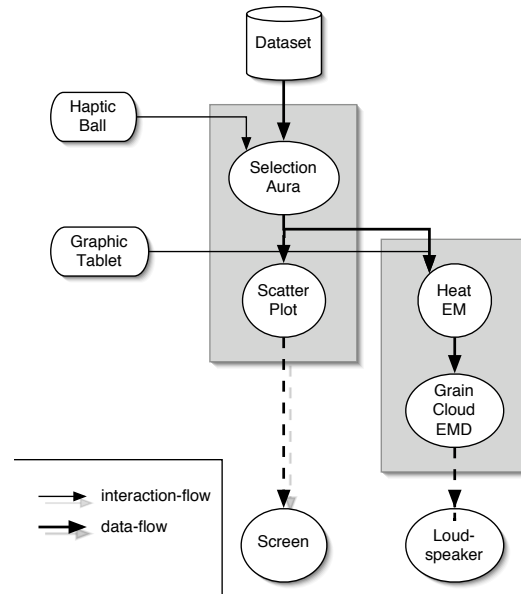 Dataset
Haptic
Ball
Selection
Aura
Graphic
Tablet
Scatter
Plot
Heat
EM
Grain
Cloud
EMD
interaction-flow
data-flow
Screen
Loud-
speaker